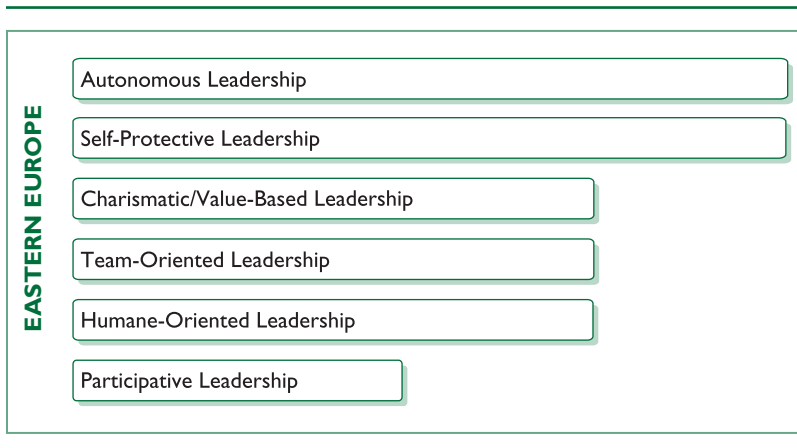 EASTERN EUROPE
Autonomous Leadership
Self-Protective Leadership
Charismatic/Value-Based Leadership
Team-Oriented Leadership
Humane-Oriented Leadership
Participative Leadership